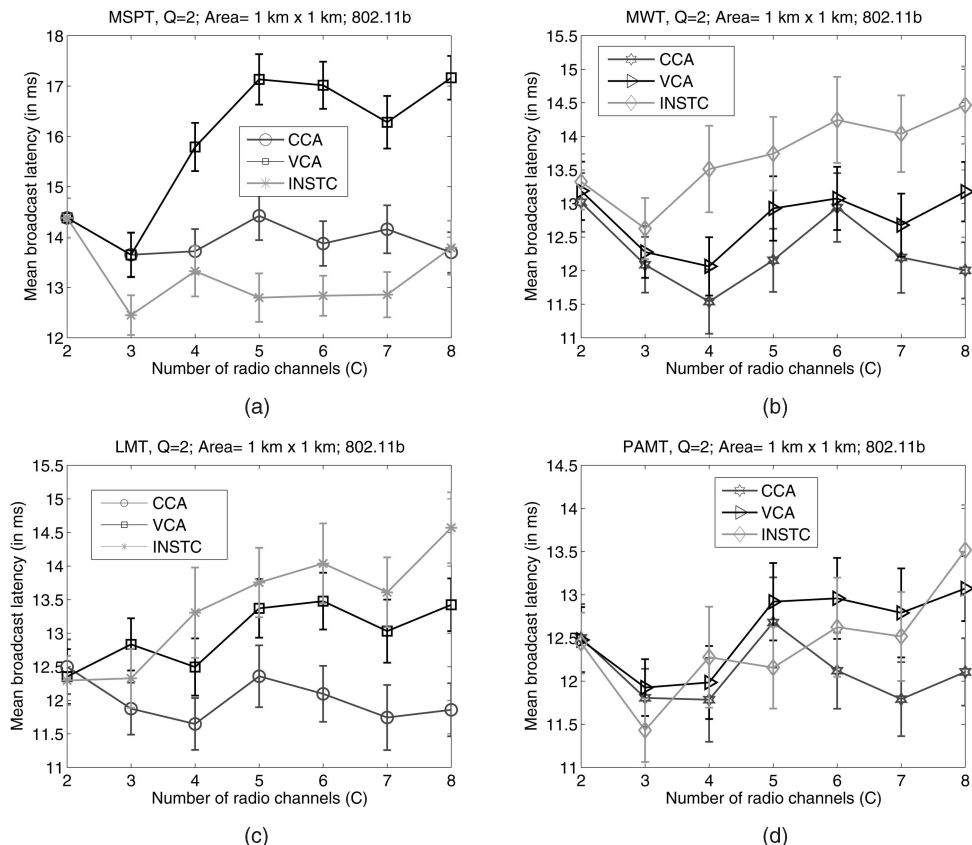 MSPT, Q=2; Area= 1 km x 1 km; 802.11b
18
17
16
15
14
13
12
2 3 4 5 6 7 8
Mean broadcast latency (in ms)
Number of radio channels (C)
CCA
VCA
INSTC
(a)
MWT, Q=2; Area= 1 km x 1 km; 802.11b
15.5
15
14.5
14
13.5
13
12.5
12
11.5
11
2 3 4 5 6 7 8
Mean broadcast latency (in ms)
Number of radio channels (C)
CCA
VCA
INSTC
(b)
LMT, Q=2; Area= 1 km x 1 km; 802.11b
15.5
15
14.5
14
13.5
13
12.5
12
11.5
11
2 3 4 5 6 7 8
Mean broadcast latency (in ms)
Number of radio channels (C)
CCA
VCA
INSTC
(c)
PAMT, Q=2; Area= 1 km x 1 km; 802.11b
14.5
14
13.5
13
12.5
12
11.5
11
2 3 4 5 6 7 8
Mean broadcast latency (in ms)
Number of radio channels (C)
CCA
VCA
INSTC
(d)